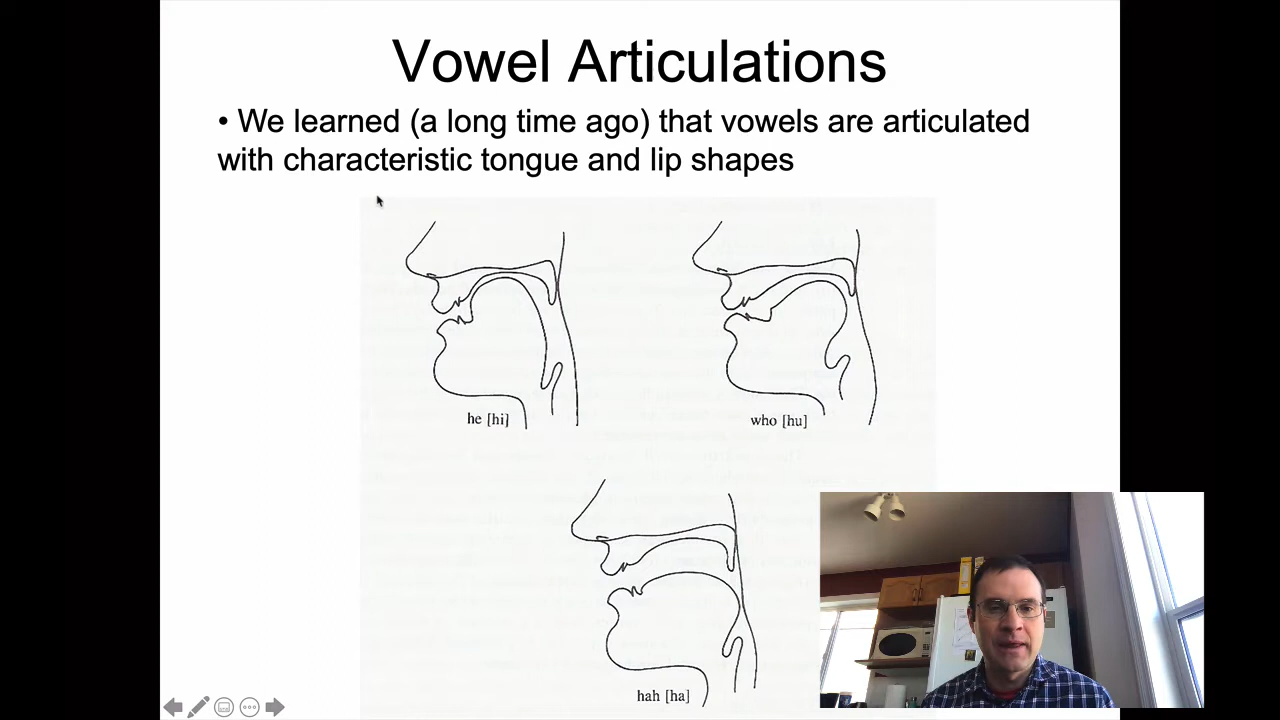 Vowel Articulations
• We learned (a long time ago) that vowels are articulated
with characteristic tongue and lip shapes
he [hi]
who [hu]
hah [ha]